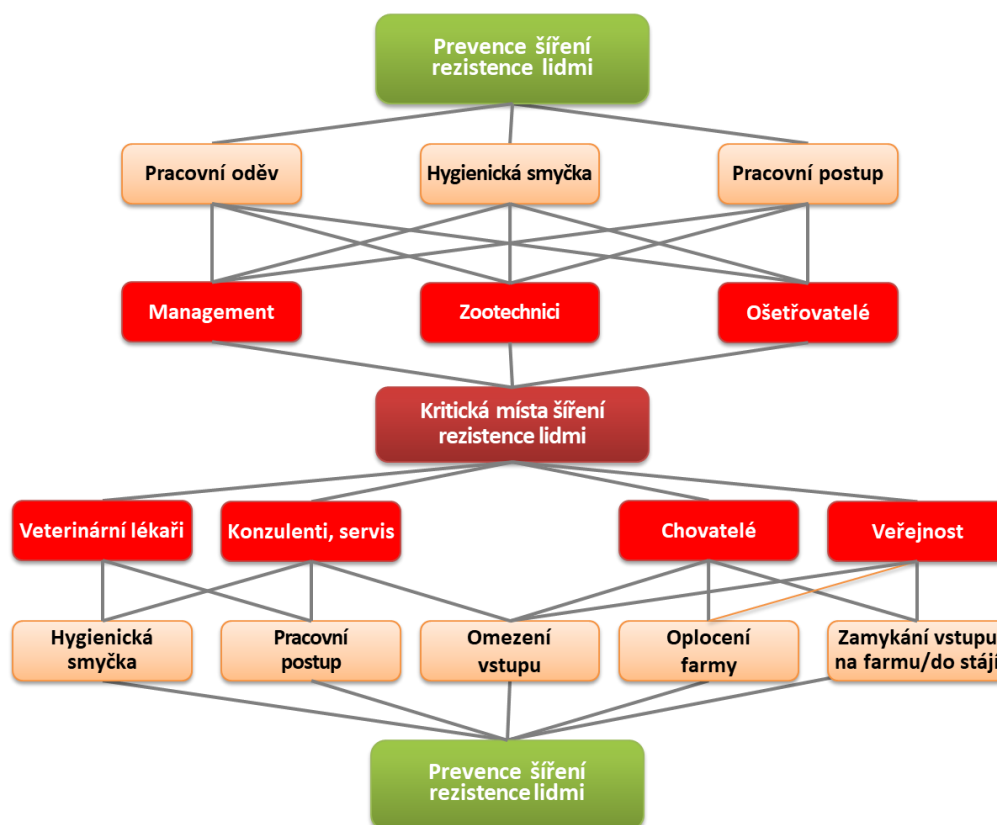 Prevence šíření
rezistence lidmi
Pracovní oděv
Hygienická smyčka
Pracovní postup
Management
Zootechnici
Ošetřovatelé
Kritická místa šíření
rezistence lidmi
Veterinární lékaři
Konzulenti, servis
Chovatelé
Veřejnost
Hygienická
smyčka
Pracovní
postup
Omezení
vstupu
Oplocení
farmy
Zamykání vstupu
na farmu/do stájí
Prevence šíření
rezistence lidmi